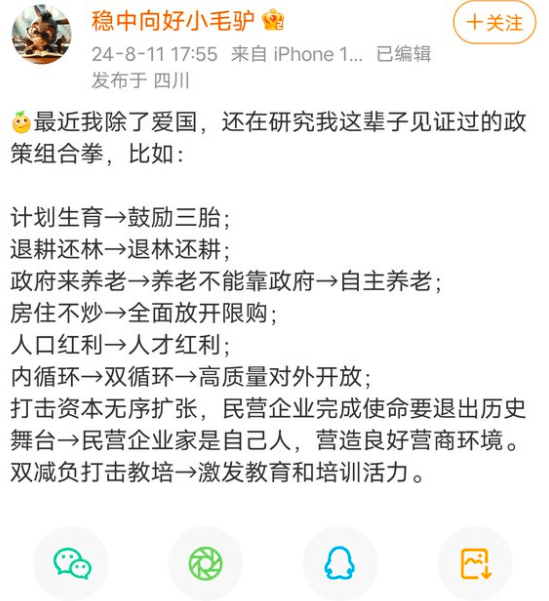 稳中向好小毛驴
+关注
24-8-11 17:55 来自 iPhone 1... 已编辑
发布于 四川
最近我除了爱国，还在研究我这辈子见证过的政
策组合拳，比如：
计划生育→鼓励三胎；
退耕还林→退林还耕；
政府来养老→养老不能靠政府→自主养老；
房住不炒→全面放开限购；
人口红利→人才红利；
内循环→双循环→高质量对外开放；
打击资本无序扩张，民营企业完成使命要退出历史
舞台→民营企业家是自己人，营造良好营商环境。
双减负打击教培→激发教育和培训活力。